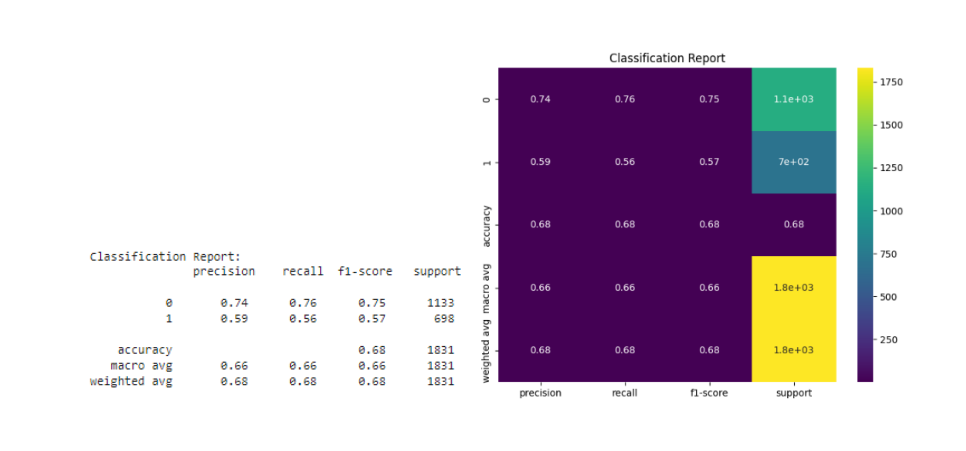 Classification Report:
precision recall f1-score support
0 0.74 0.76 0.75 1133
1 0.59 0.56 0.57 698
accuracy 0.68 1831
macro avg 0.66 0.66 0.66 1831
weighted avg 0.68 0.68 0.68 1831
Classification Report
0 0.74 0.76 0.75 1.1e+03
1 0.59 0.56 0.57 7e+02
accuracy 0.68 0.68 0.68 0.68
macro avg 0.66 0.66 0.66 1.8e+03
weighted avg 0.68 0.68 0.68 1.8e+03
precision recall f1-score support
1750
1500
1250
1000
750
500
250